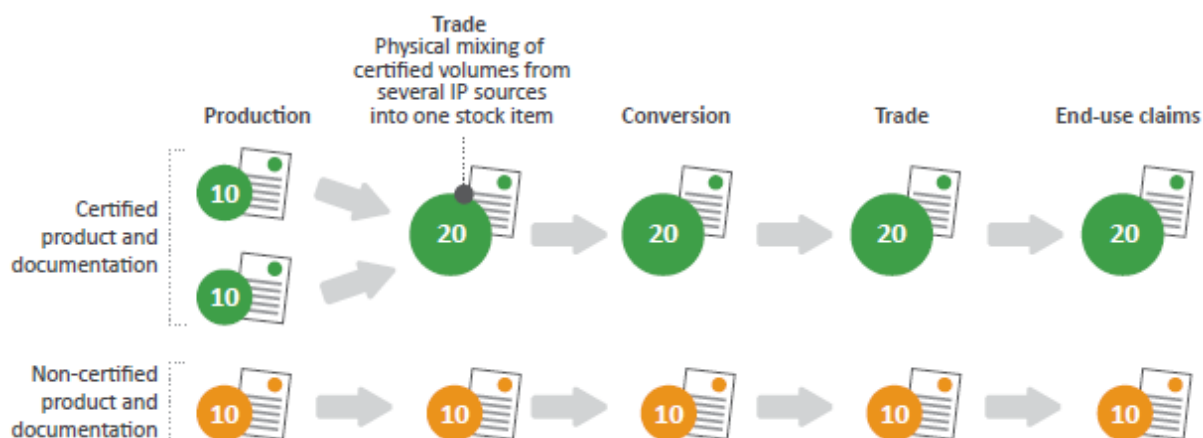 Trade
Physical mixing of
certified volumes from
several IP sources
into one stock item
Production
Conversion
Trade
End-use claims
Certified
product and
documentation
10
10
20
20
20
20
Non-certified
product and
documentation
10
10
10
10
10